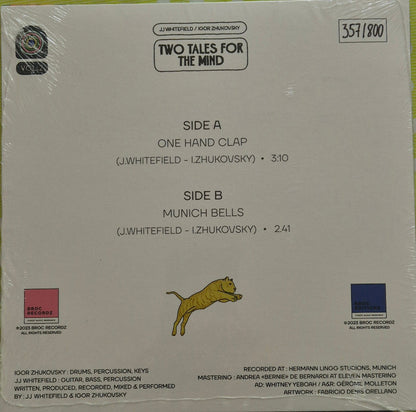 JJ WHITEFIELD / IGOR ZHUKOVSKY
TWO TALES FOR
THE MIND
357/800
SIDE A
ONE HAND CLAP
(J.WHITEFIELD - I.ZHUKOVSKY) • 3:10
SIDE B
MUNICH BELLS
(J.WHITEFIELD - I.ZHUKOVSKY) • 2.41
BROC
RECORDZ
©2023 BROC RECORDZ
ALL RIGHTS RESERVED
©2023 BROC RECORDZ
ALL RIGHTS RESERVED
IGOR ZHUKOVSKY : DRUMS, PERCUSSION, KEYS
JJ WHITEFIELD : GUITAR, BASS, PERCUSSION
WRITTEN, PRODUCED, RECORDED, MIXED & PERFORMED
BY : JJ WHITEFIELD & IGOR ZHUKOVSKY
RECORDED AT : HERMANN LINGO STUDIONS, MUNICH
MASTERING : ANDREA «BERNIE» DE BERNARDI AT ELEVEN MASTERING
AD: WHITNEY YEBOAH / A&R: GÉROME MOLLETON
ARTWORK : FABRICIO DENIS ORELLANO